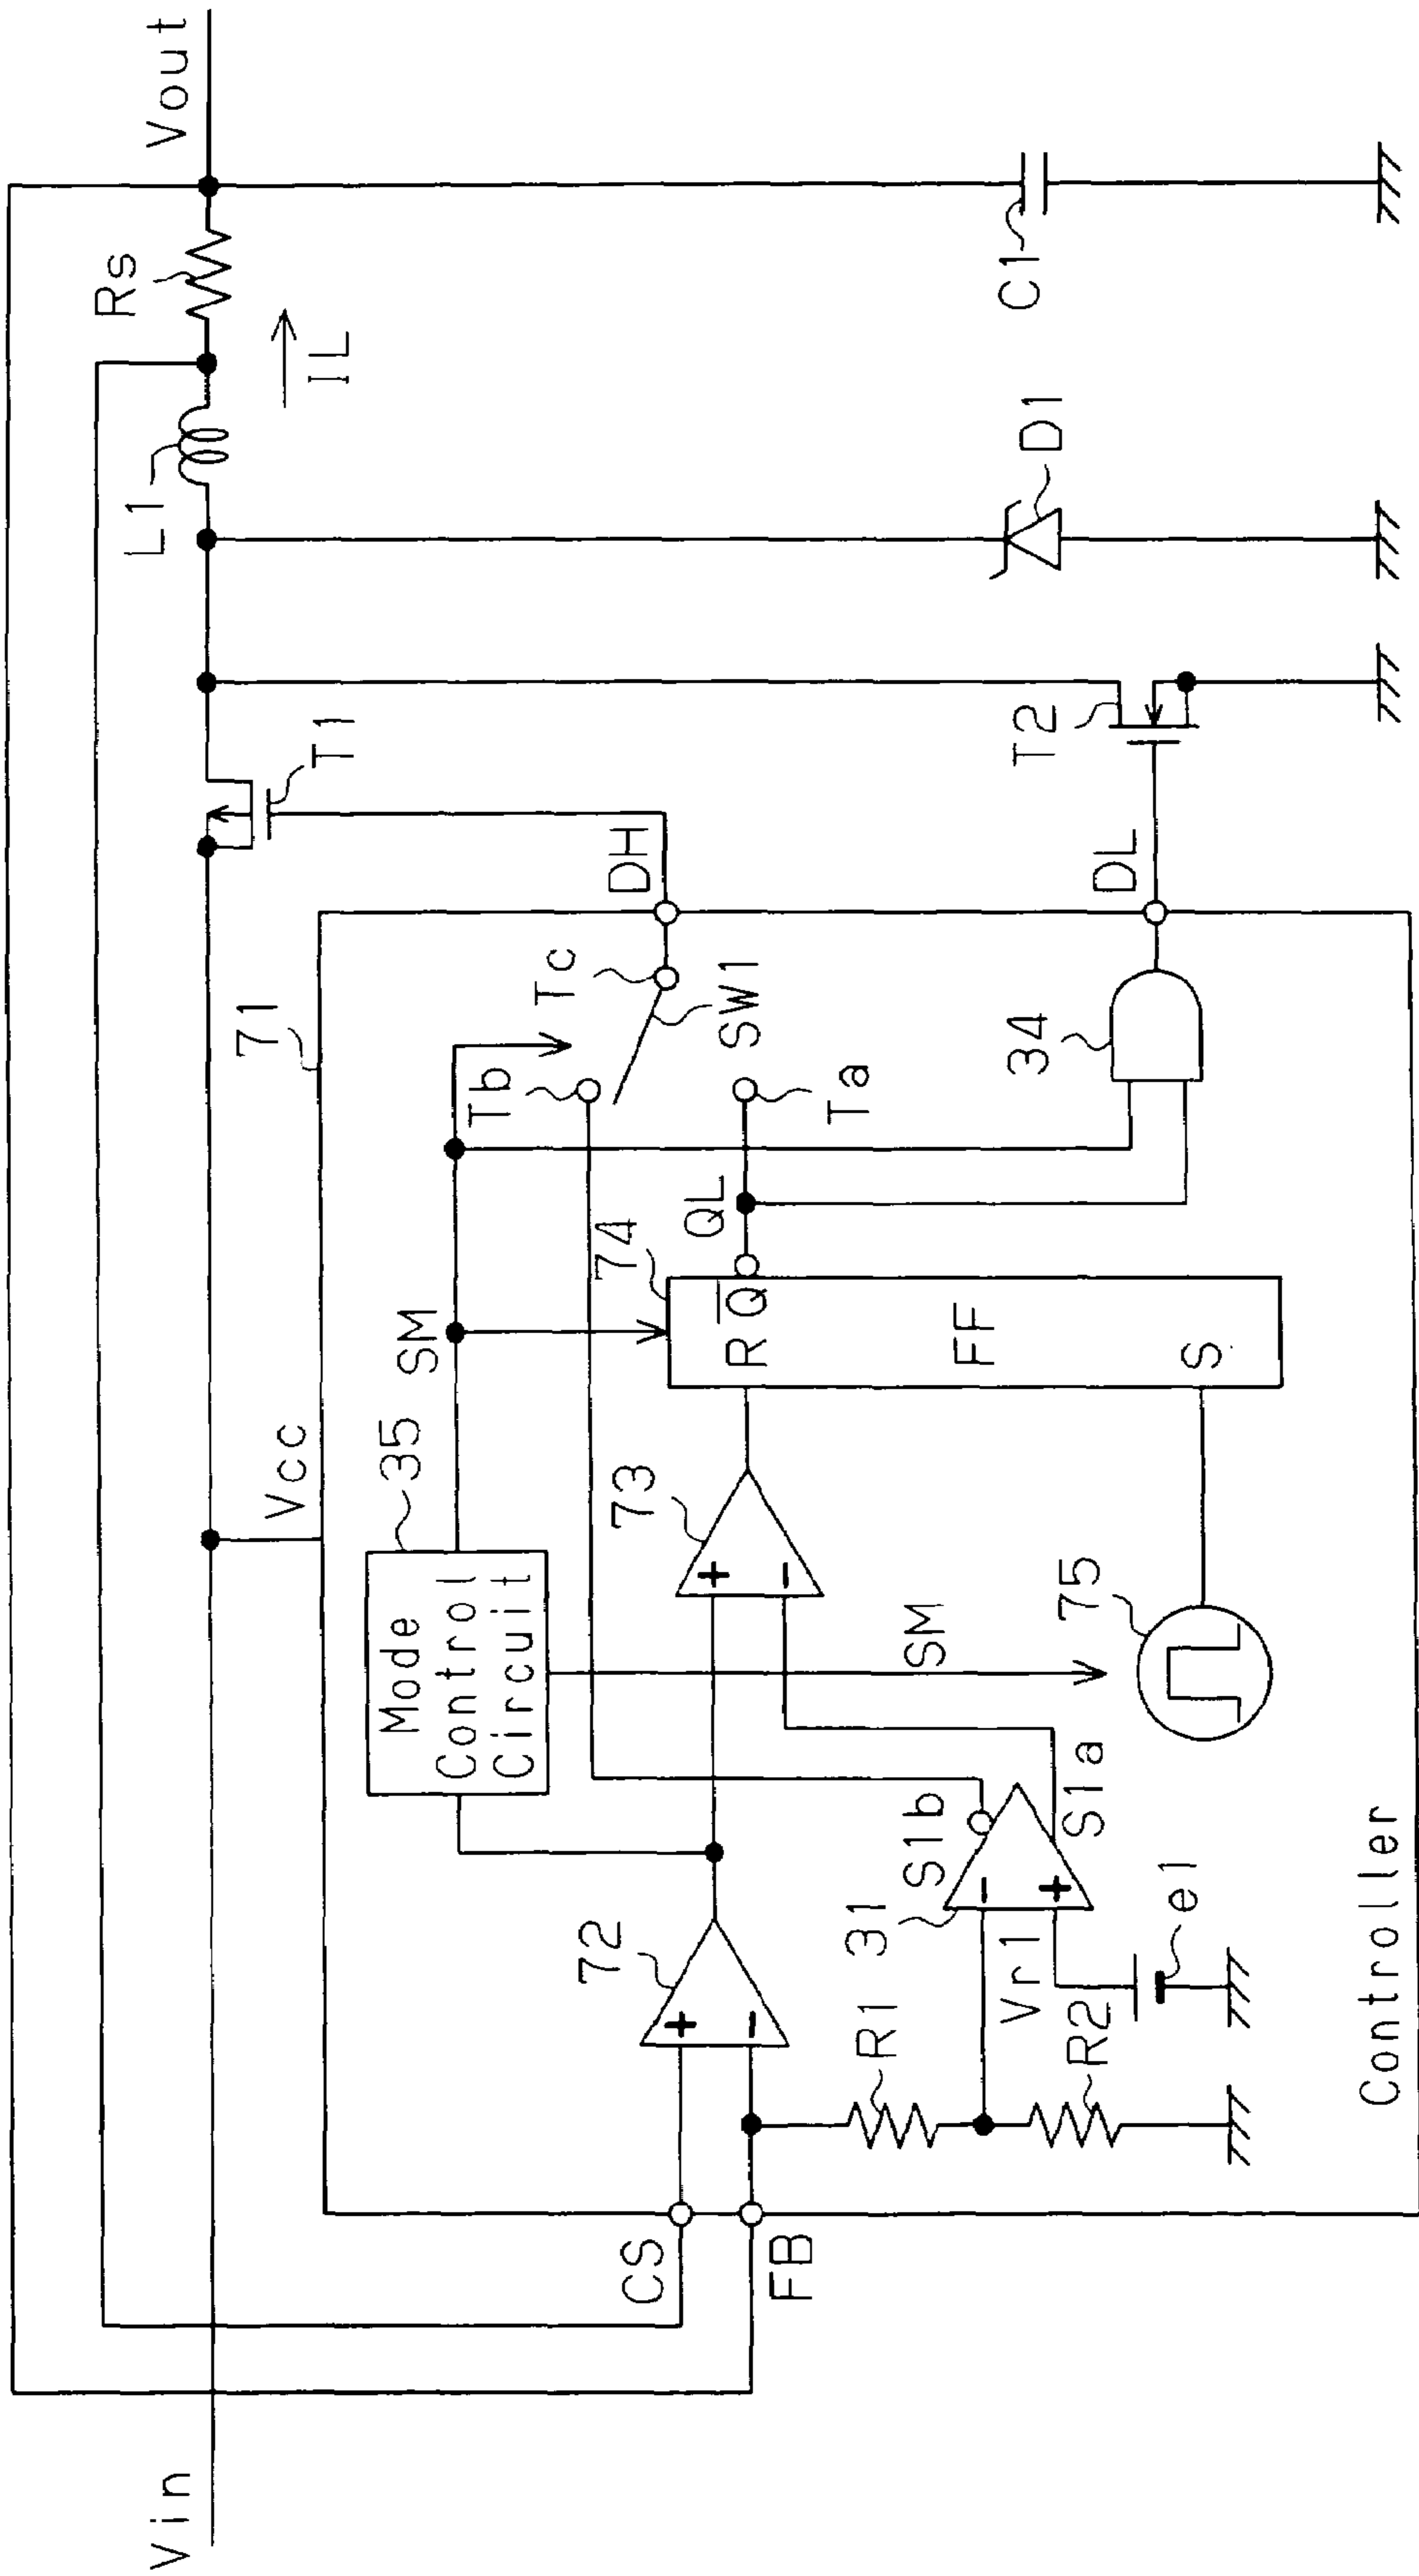 Vin
Vout
Rs
IL
L1
T1
D1
C1
T2
Vcc
71
DH
DL
Tc
Tb
SW1
Ta
34
SM
QL
74
R
Q
FF
S
35
Mode
Control
Circuit
73
SM
75
72
S1b
S1a
31
Vr1
e1
R1
R2
CS
FB
+
−
+
−
−
+
Controller